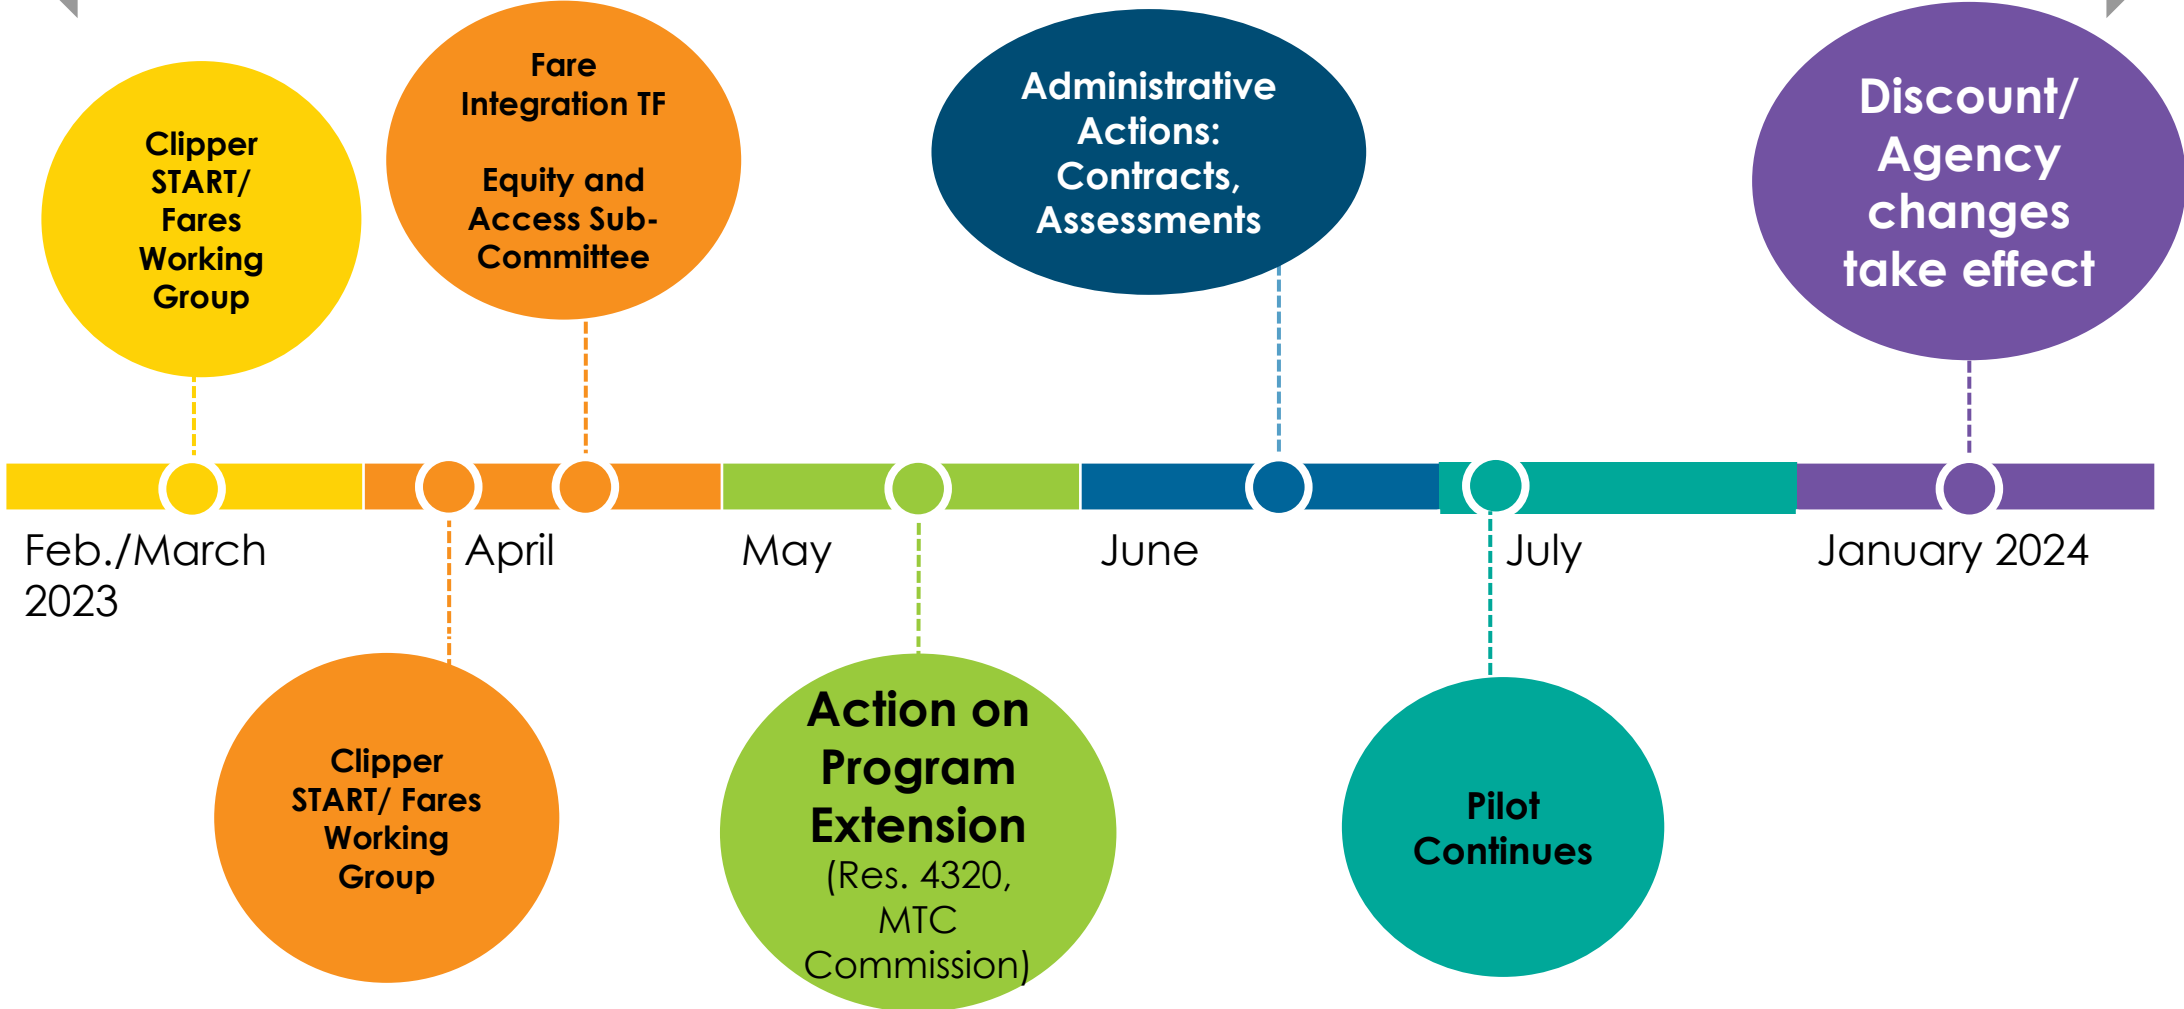 Clipper
START/
Fares
Working
Group
Fare
Integration TF
Equity and
Access Sub-
Committee
Administrative
Actions:
Contracts,
Assessments
Discount/
Agency
changes
take effect
Feb./March
2023
April
May
June
July
January 2024
Clipper
START/ Fares
Working
Group
Action on
Program
Extension
(Res. 4320,
MTC
Commission)
Pilot
Continues